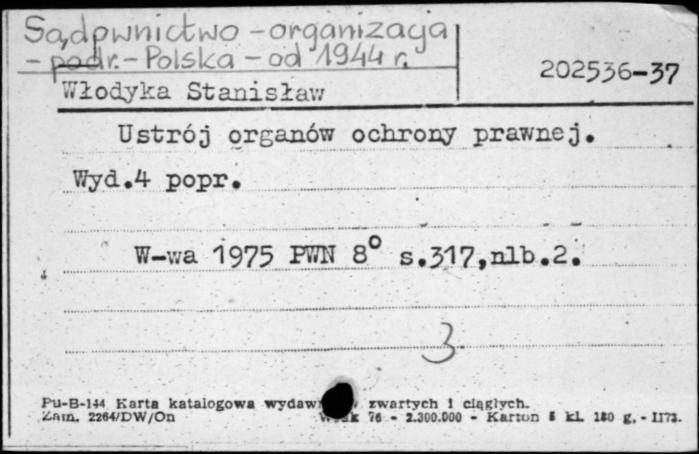 Sądownictwo - organizacja
- podr. - Polska - od 1944 r.
202536-37
Włodyka Stanisław
Ustrój organów ochrony prawnej.
Wyd.4 popr.
W-wa 1975 PWN 8° s.317,nlb.2.
3
Pu-B-144 Karta katalogowa wydaw zwartych i ciągłych.
Zam. 2264/DW/On 76 - 2.300.000 - Karton kl. 180 g. - II73.